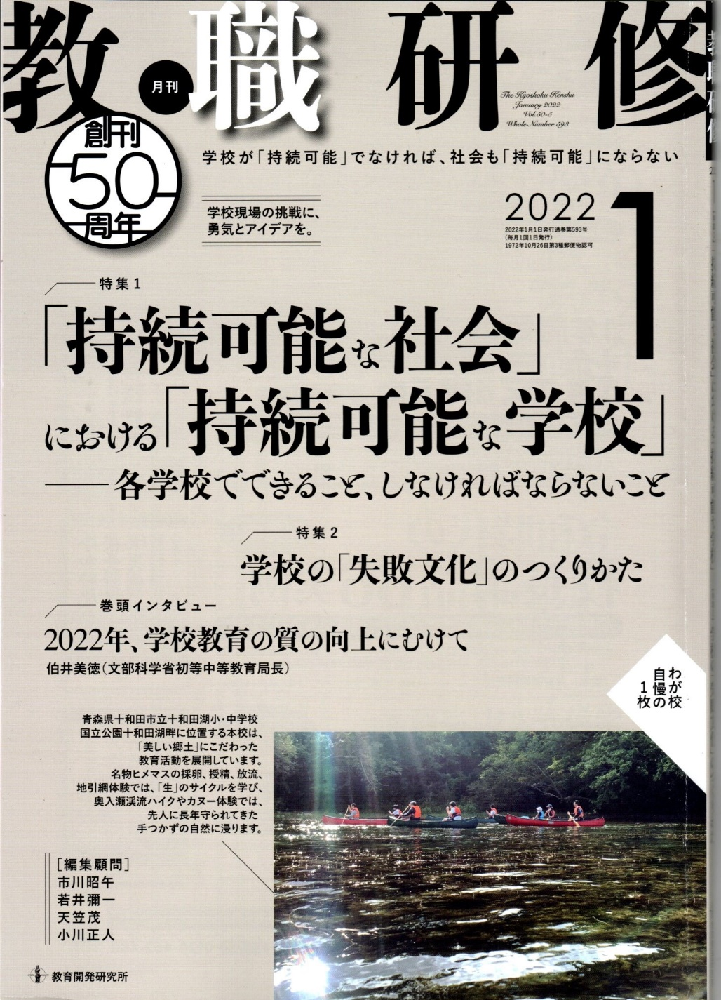 教職研修
月刊
The Kyoshoku Kenshu
January 2022
Vol.50-5
Whole Number 593
創刊
50
周年
学校が「持続可能」でなければ、社会も「持続可能」にならない
学校現場の挑戦に、
勇気とアイデアを。
2022
1
2022年1月1日発行通巻第593号
(毎月1回1日発行)
1972年10月26日第3種郵便物認可
特集1
「持続可能な社会」
における「持続可能な学校」
——各学校でできること、しなければならないこと
特集2
学校の「失敗文化」のつくりかた
巻頭インタビュー
2022年、学校教育の質の向上にむけて
伯井美徳(文部科学省初等中等教育局長)
わが校
自慢の
1枚
青森県十和田市立十和田湖小・中学校
国立公園十和田湖畔に位置する本校は、
「美しい郷土」にこだわった
教育活動を展開しています。
名物ヒメマスの採卵、授精、放流、
地引網体験では、「生」のサイクルを学び、
奥入瀬渓流ハイクやカヌー体験では、
先人に長年守られてきた
手つかずの自然に浸ります。
[編集顧問]
市川昭午
若井彌一
天笠茂
小川正人
教育開発研究所